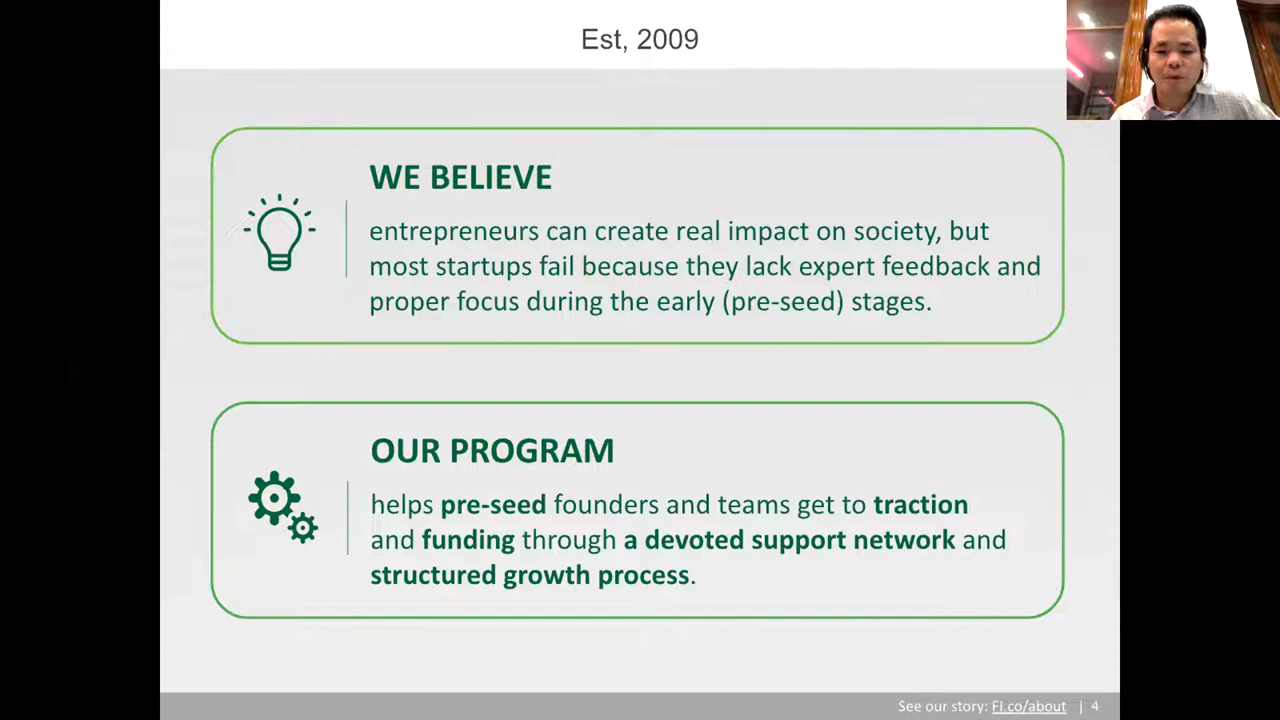 Est, 2009
WE BELIEVE
entrepreneurs can create real impact on society, but
most startups fail because they lack expert feedback and
proper focus during the early (pre-seed) stages.
OUR PROGRAM
helps pre-seed founders and teams get to traction
and funding through a devoted support network and
structured growth process.
See our story: FI.co/about | 4